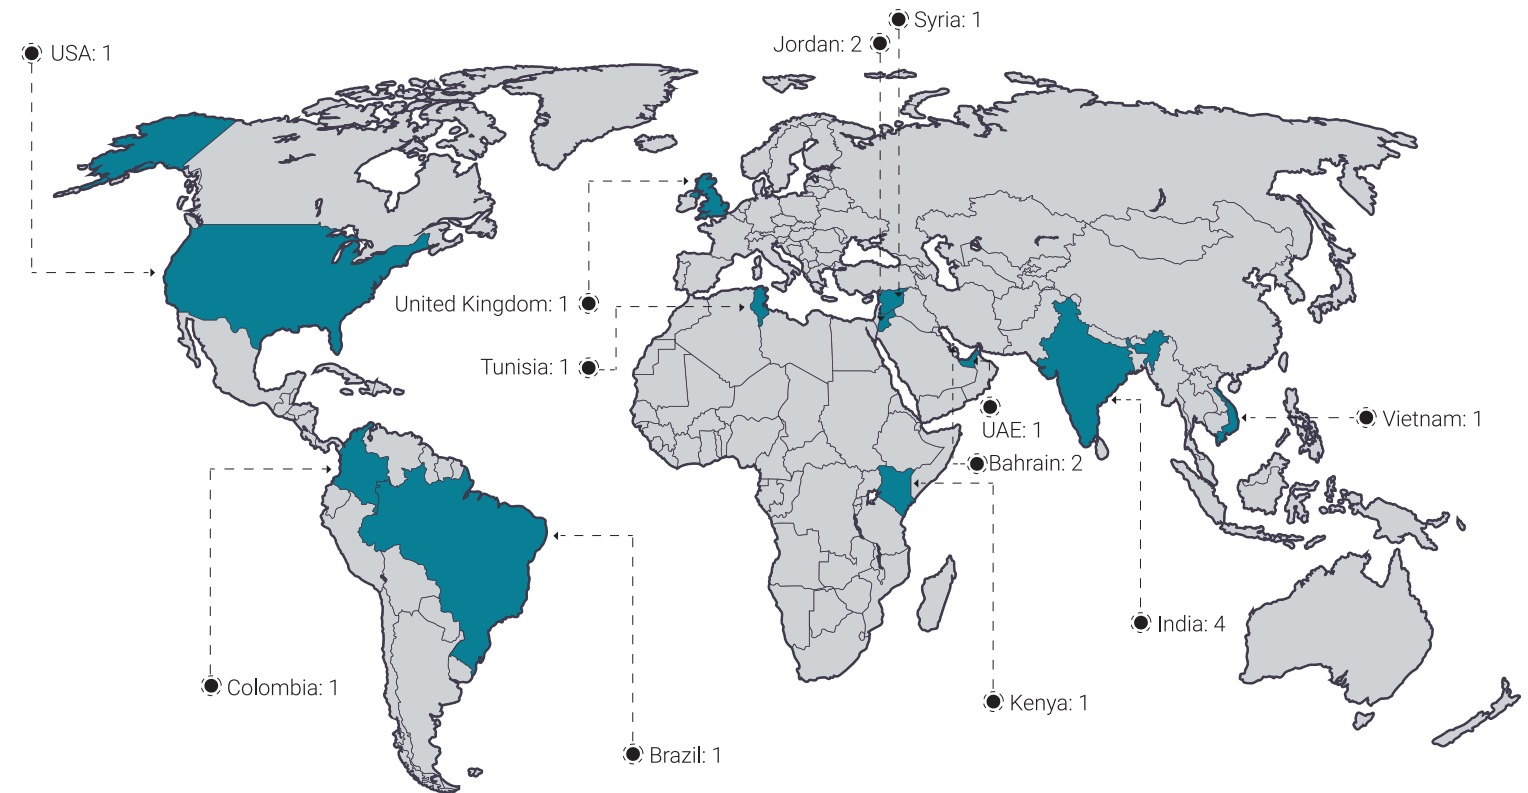 Syria: 1
Jordan: 2
USA: 1
United Kingdom: 1
Tunisia: 1
UAE: 1
Vietnam: 1
Bahrain: 2
India: 4
Colombia: 1
Kenya: 1
Brazil: 1